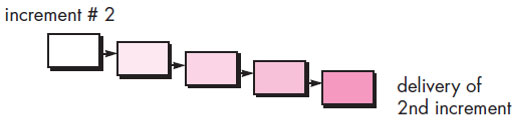 increment # 2
delivery of
2nd increment